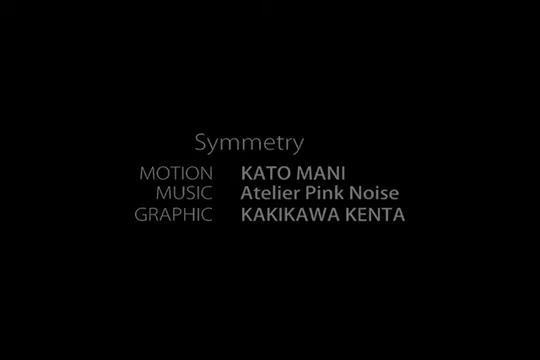 Symmetry
MOTION KATO MANI
MUSIC Atelier Pink Noise
GRAPHIC KAKIKAWA KENTA